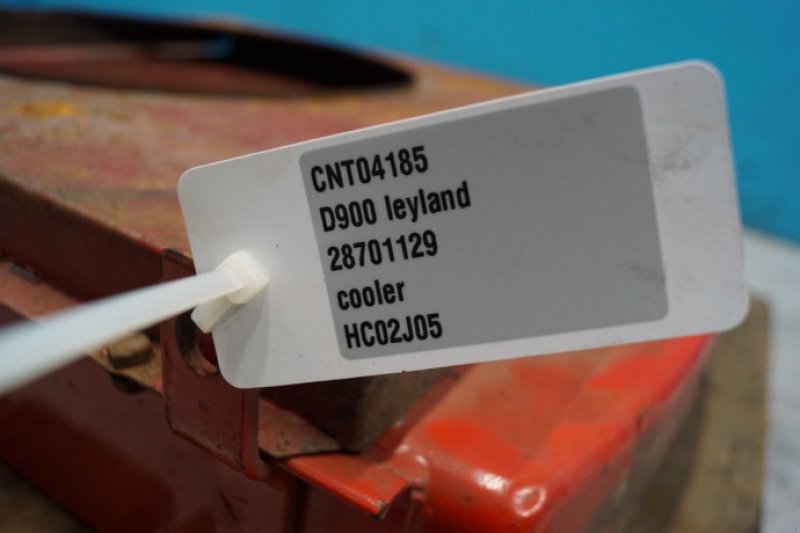 CNT04185
D900 leyland
28701129
cooler
HC02J05